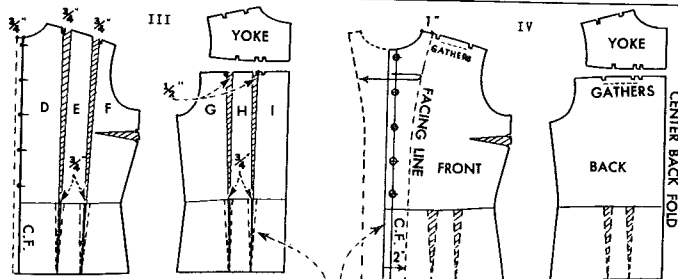 III
3/4"
3/4"
3/4"
D
E
F
3/4"
C.F.
YOKE
1/2"
G
H
I
3/4"
IV
1"
GATHERS
FACING LINE
FRONT
C.F.
2"
YOKE
GATHERS
BACK
CENTER BACK FOLD